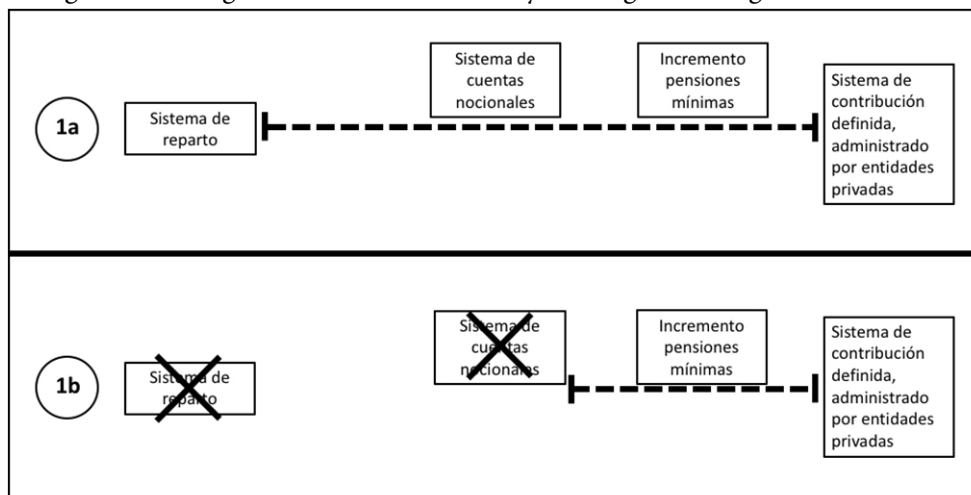 Sistema de
cuentas
nocionales
Incremento
pensiones
mínimas
Sistema de
contribución
definida,
administrado
por entidades
privadas
1a
Sistema de
reparto
Sistema de
cuentas
nocionales
Incremento
pensiones
mínimas
Sistema de
contribución
definida,
administrado
por entidades
privadas
1b
Sistema de
reparto